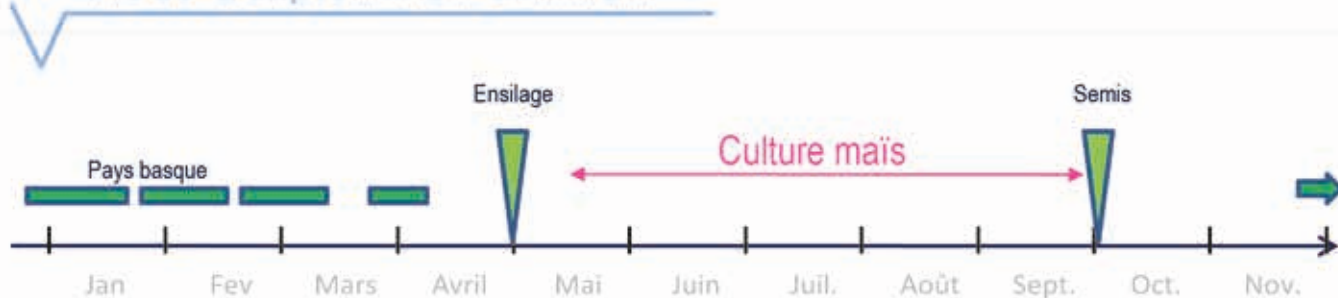 Ensilage
Semis
Culture maïs
Pays basque
Jan Fev Mars Avril Mai Juin Juil. Août Sept. Oct. Nov.